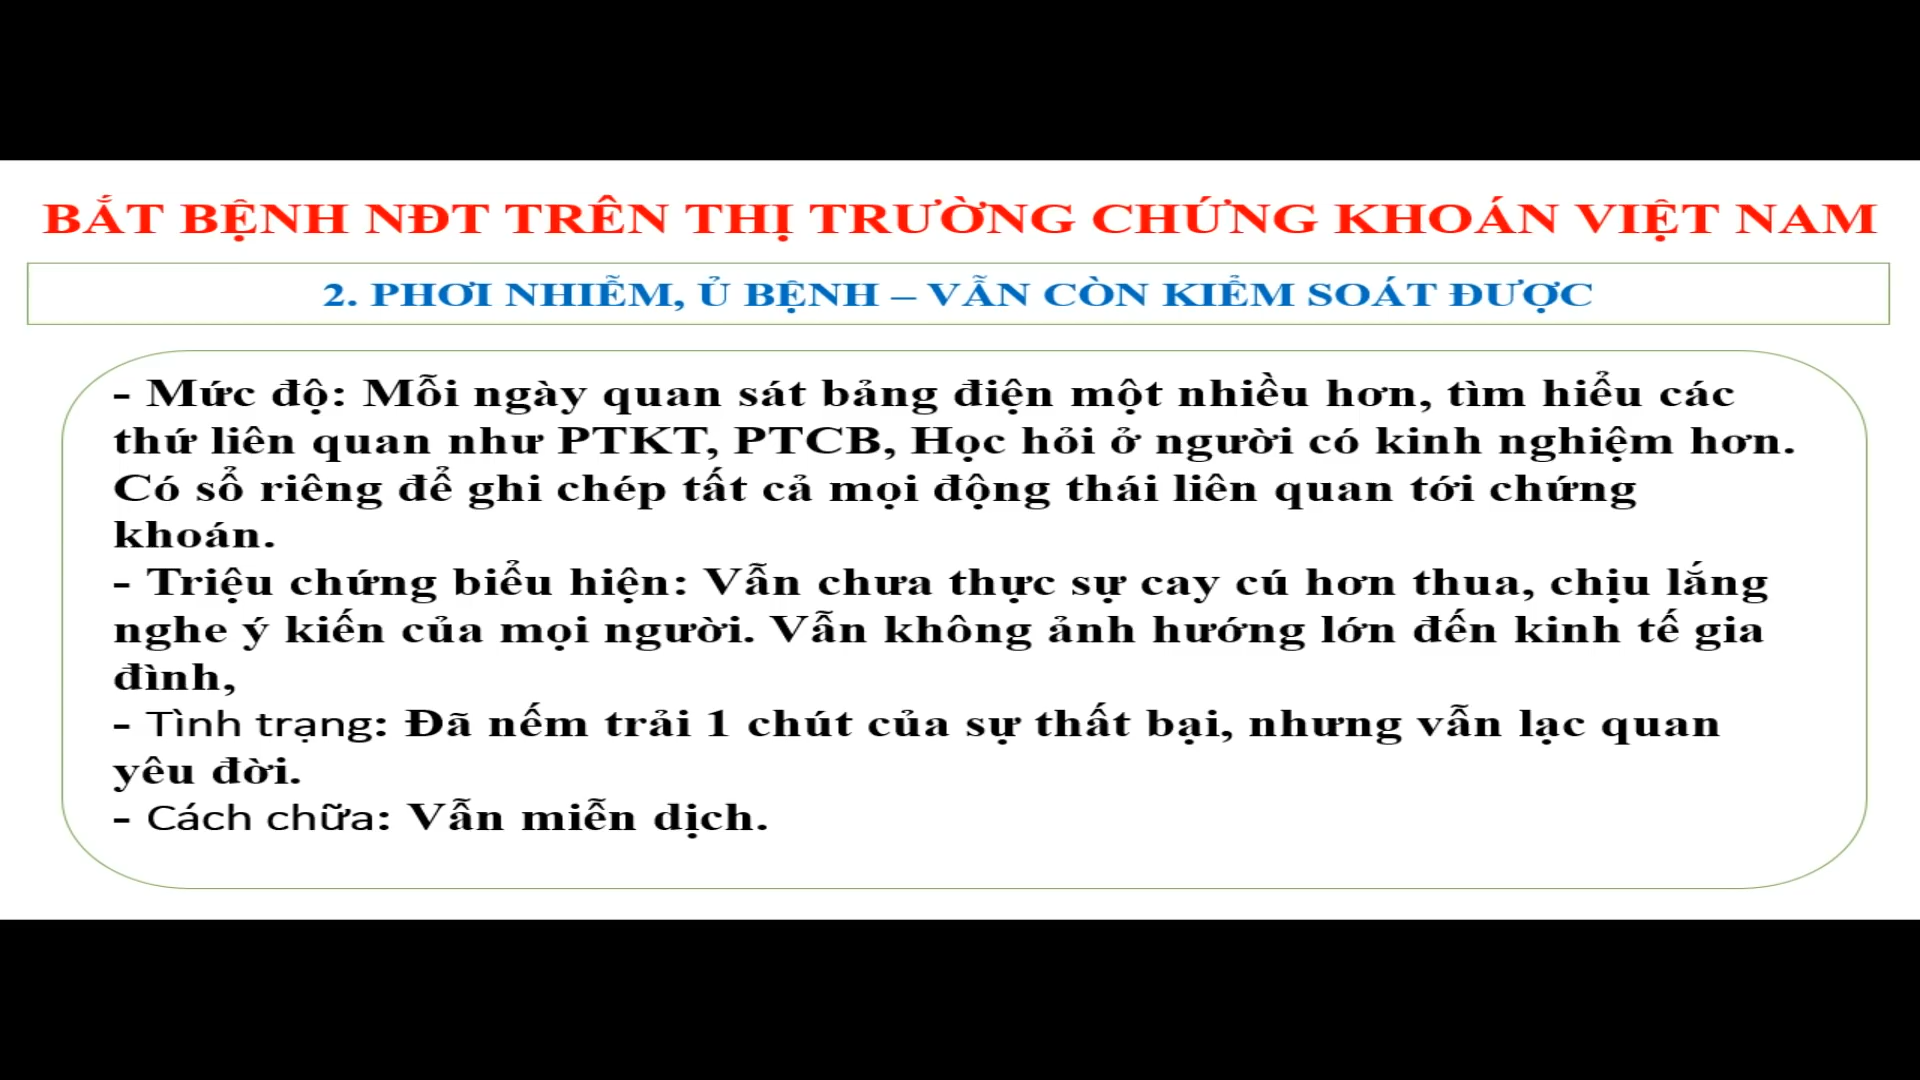 BẮT BỆNH NĐT TRÊN THỊ TRƯỜNG CHỨNG KHOÁN VIỆT NAM
2. PHƠI NHIỄM, Ủ BỆNH – VẪN CÒN KIỂM SOÁT ĐƯỢC
- Mức độ: Mỗi ngày quan sát bảng điện một nhiều hơn, tìm hiểu các
thứ liên quan như PTKT, PTCB, Học hỏi ở người có kinh nghiệm hơn.
Có sổ riêng để ghi chép tất cả mọi động thái liên quan tới chứng
khoán.
- Triệu chứng biểu hiện: Vẫn chưa thực sự cay cú hơn thua, chịu lắng
nghe ý kiến của mọi người. Vẫn không ảnh hướng lớn đến kinh tế gia
đình,
- Tình trạng: Đã nếm trải 1 chút của sự thất bại, nhưng vẫn lạc quan
yêu đời.
- Cách chữa: Vẫn miễn dịch.